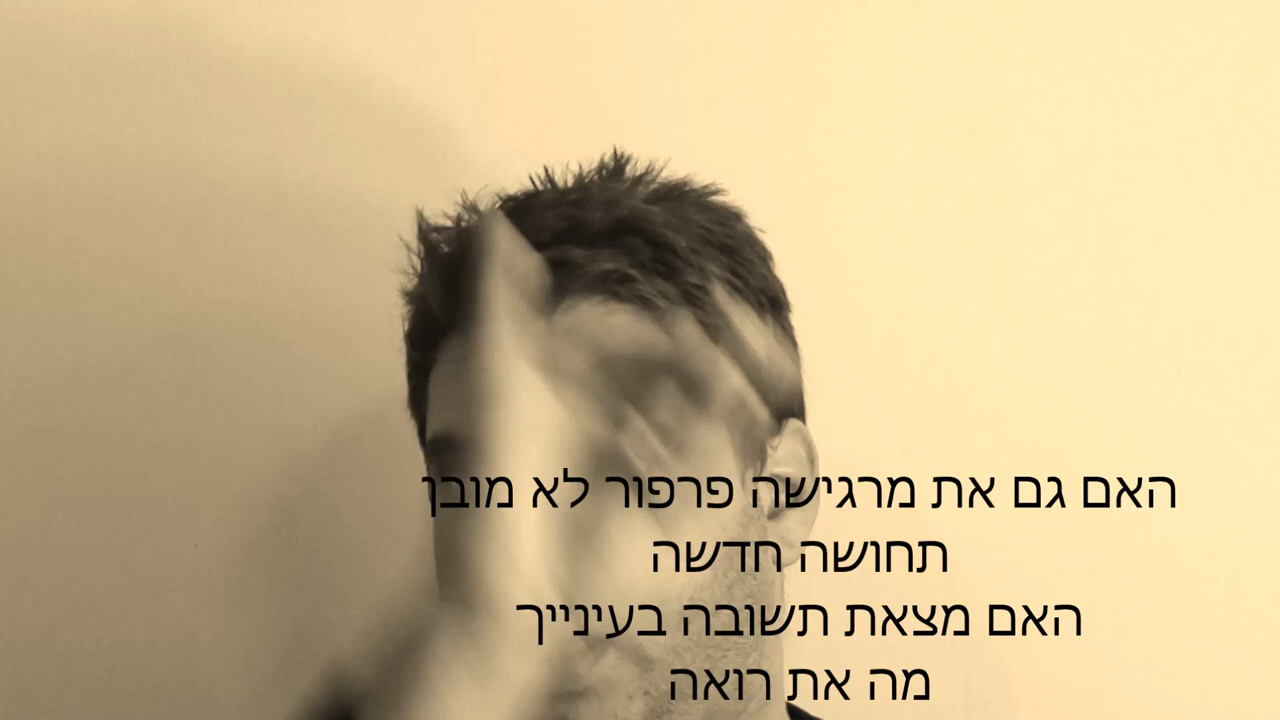 האם גם את מרגישה פרפור לא מובן
תחושה חדשה
האם מצאת תשובה בעינייך
מה את רואה